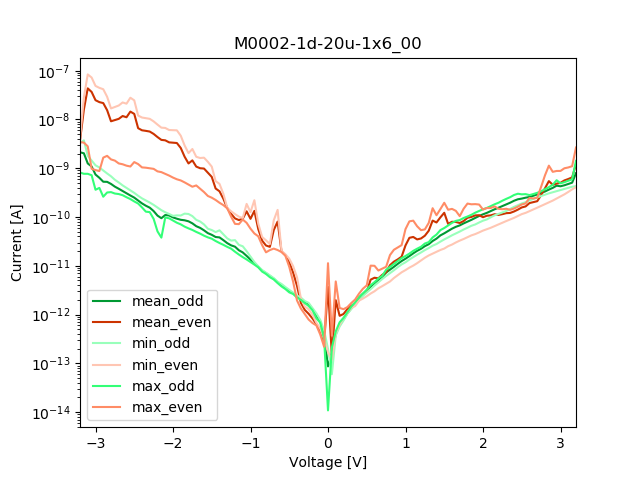 M0002-1d-20u-1x6_00
Current [A]
10⁻⁷
10⁻⁸
10⁻⁹
10⁻¹⁰
10⁻¹¹
10⁻¹²
10⁻¹³
10⁻¹⁴
mean_odd
mean_even
min_odd
min_even
max_odd
max_even
−3 −2 −1 0 1 2 3
Voltage [V]